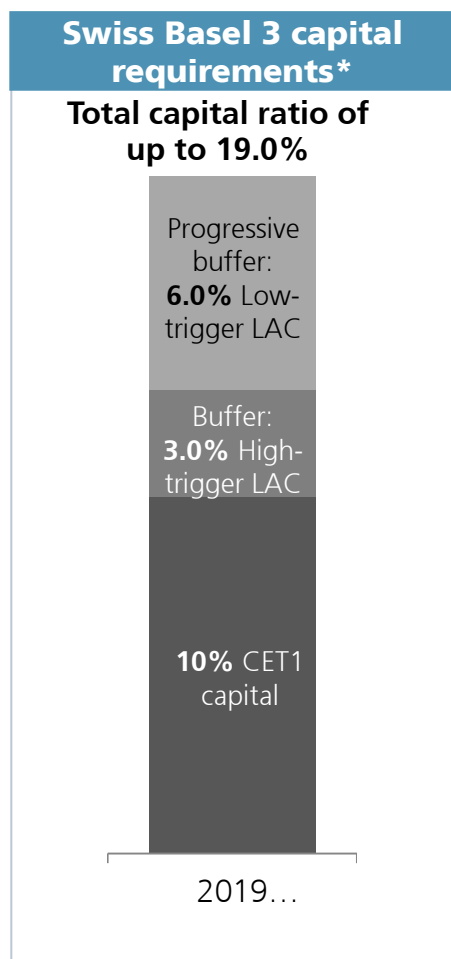 Swiss Basel 3 capital
requirements*
Total capital ratio of
up to 19.0%
Progressive
buffer:
6.0% Low-
trigger LAC
Buffer:
3.0% High-
trigger LAC
10% CET1
capital
2019…